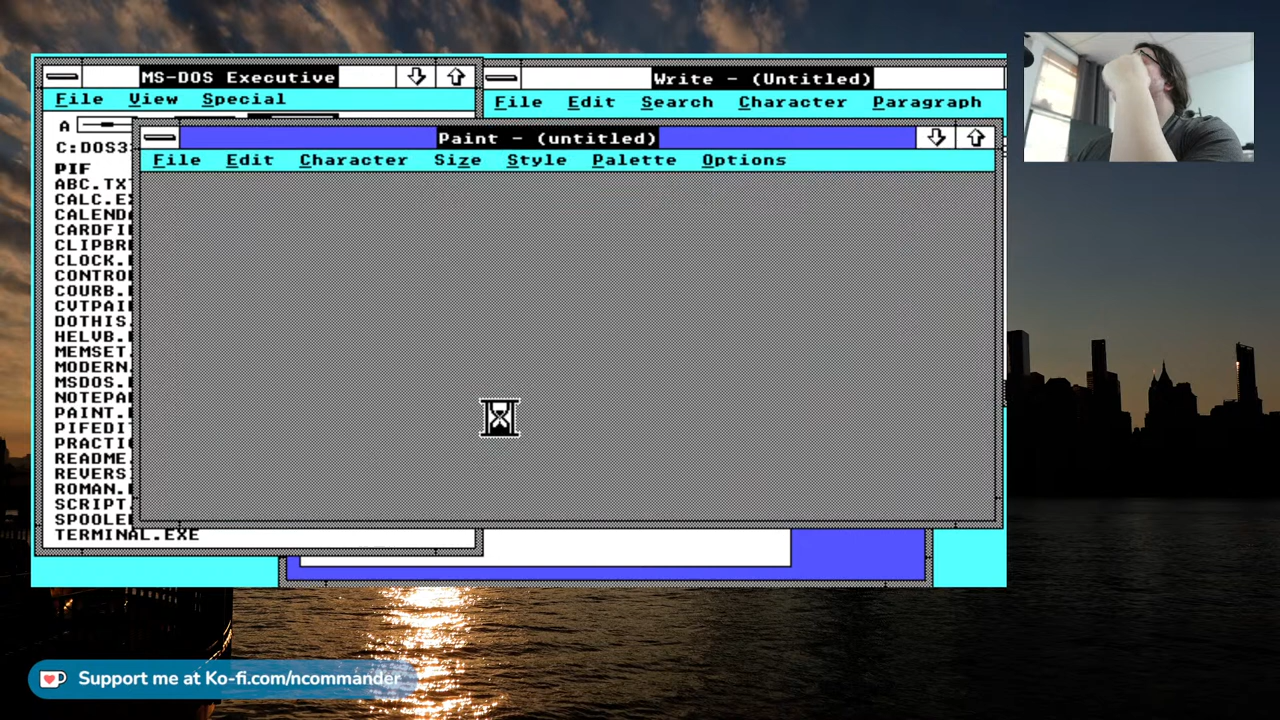 MS-DOS Executive
File View Special
A
C:DOS3
PIF
ABC.TX
CALC.EX
CALENDA
CARDFI
CLIPBR
CLOCK.
CONTRO
COURB.
CVTPAI
DOTHIS
HELVB.
MEMSET
MODERN
MSDOS.
NOTEPA
PAINT.
PIFEDI
PRACTI
README
REVERS
ROMAN.
SCRIPT
SPOOLE
TERMINAL.EXE
Write - (Untitled)
File Edit Search Character Paragraph
Paint - (untitled)
File Edit Character Size Style Palette Options
Support me at Ko-fi.com/ncommander